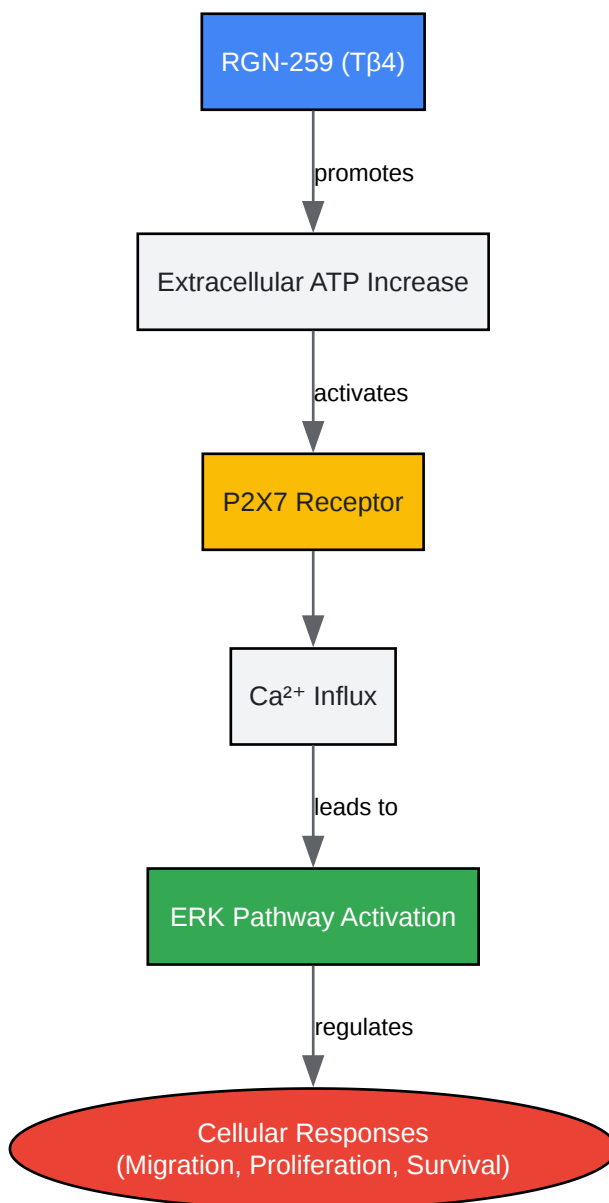 RGN-259 (Tβ4)
promotes
Extracellular ATP Increase
activates
P2X7 Receptor
Ca²⁺ Influx
leads to
ERK Pathway Activation
regulates
Cellular Responses
(Migration, Proliferation, Survival)